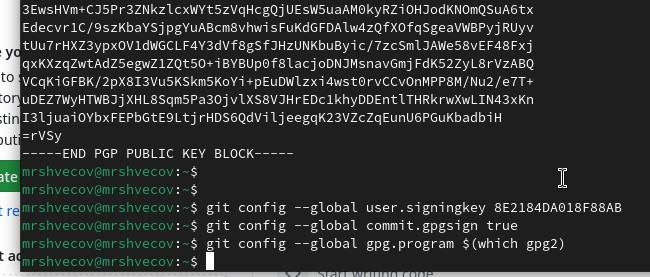 3EwsHVm+CJ5Pr3ZNkzlcxWYt5zVqHcgQjUEsW5uaAM0kyRZiOHJodKNOmQSuA6tx
Edecvr1C/9szKbaYSjpgYuABcm8vhwisFuKdGFDAlw4zQfXOfqSgeaVWBPyjRUyv
tUu7rHXZ3ypxOV1dWGCLF4Y3dVf8gSfJHzUNKbuByic/7zcSmlJAWe58vEF48Fxj
qxKXzqZwtAdZ5egwZ1ZQt5O+iBYBUp0f8lacjoDNJMsnavGmjFdK52ZyL8rVzABQ
VCqKiGFBK/2pX8I3Vu5KSkm5KoYi+pEuDWlzxi4wst0rvCCvOnMPP8M/Nu2/e7T+
uDEZ7WyHTWBJjXHL8Sqm5Pa3OjvlXS8VJHrEDc1khyDDEntlTHRkrwXwLIN43xKn
I3ljuaiOYbxFEPbGtE9LtjrHDS6QdViljeegqK23VZcZqEunU6PGuKbadbiH
=rVSy
-----END PGP PUBLIC KEY BLOCK-----
mrshvecov@mrshvecov:~$
mrshvecov@mrshvecov:~$
mrshvecov@mrshvecov:~$ git config --global user.signingkey 8E2184DA018F88AB
mrshvecov@mrshvecov:~$ git config --global commit.gpgsign true
mrshvecov@mrshvecov:~$ git config --global gpg.program $(which gpg2)
mrshvecov@mrshvecov:~$